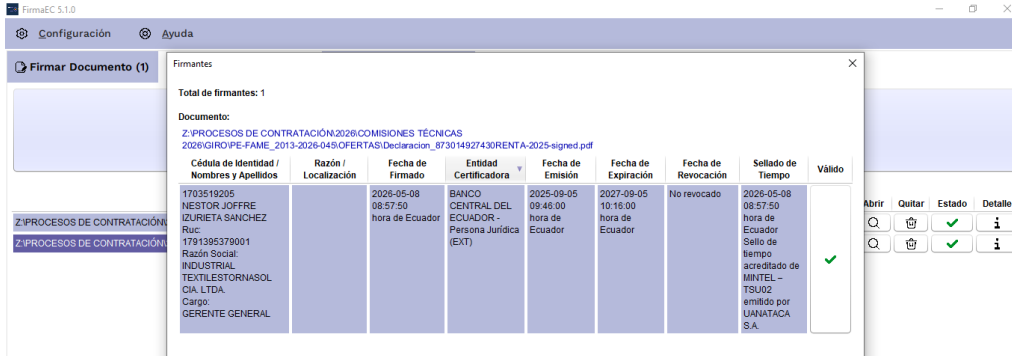 FirmaEC 5.1.0
Configuración Ayuda
Firmar Documento (1)
Firmantes
Total de firmantes: 1
Documento:
Z:\PROCESOS DE CONTRATACIÓN\2026\COMISIONES TÉCNICAS
2026\GIRO\PE-FAME_2013-2026-045\OFERTAS\Declaracion_873014927430RENTA-2025-signed.pdf
Cédula de Identidad / Nombres y Apellidos
Razón / Localización
Fecha de Firmado
Entidad Certificadora
Fecha de Emisión
Fecha de Expiración
Fecha de Revocación
Sellado de Tiempo
Válido
1703519205
NESTOR JOFFRE
IZURIETA SANCHEZ
Ruc:
1791395379001
Razón Social:
INDUSTRIAL
TEXTILESTORNASOL
CIA. LTDA.
Cargo:
GERENTE GENERAL
2026-05-08
08:57:50
hora de Ecuador
BANCO
CENTRAL DEL
ECUADOR -
Persona Jurídica
(EXT)
2025-09-05
09:46:00
hora de
Ecuador
2027-09-05
10:16:00
hora de
Ecuador
No revocado
2026-05-08
08:57:50
hora de
Ecuador
Sello de
tiempo
acreditado de
MINTEL –
TSU02
emitido por
UANATACA
S.A.
Abrir Quitar Estado Detalle
Z:\PROCESOS DE CONTRATACIÓN\
Z:\PROCESOS DE CONTRATACIÓN\